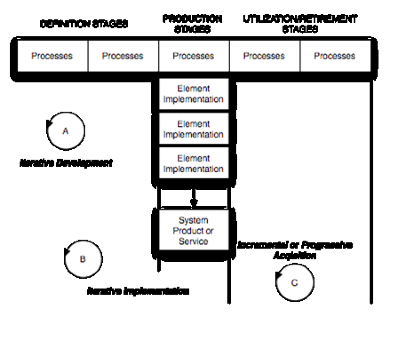 DEFINITION STAGES
PRODUCTION
STAGES
UTILIZATION/RETIREMENT
STAGES
Processes
Processes
Processes
Processes
Processes
Element
Implementation
Element
Implementation
Element
Implementation
A
Iterative Development
System
Product or
Service
B
Iterative Implementation
Incremental or Progressive
Acquisition
C